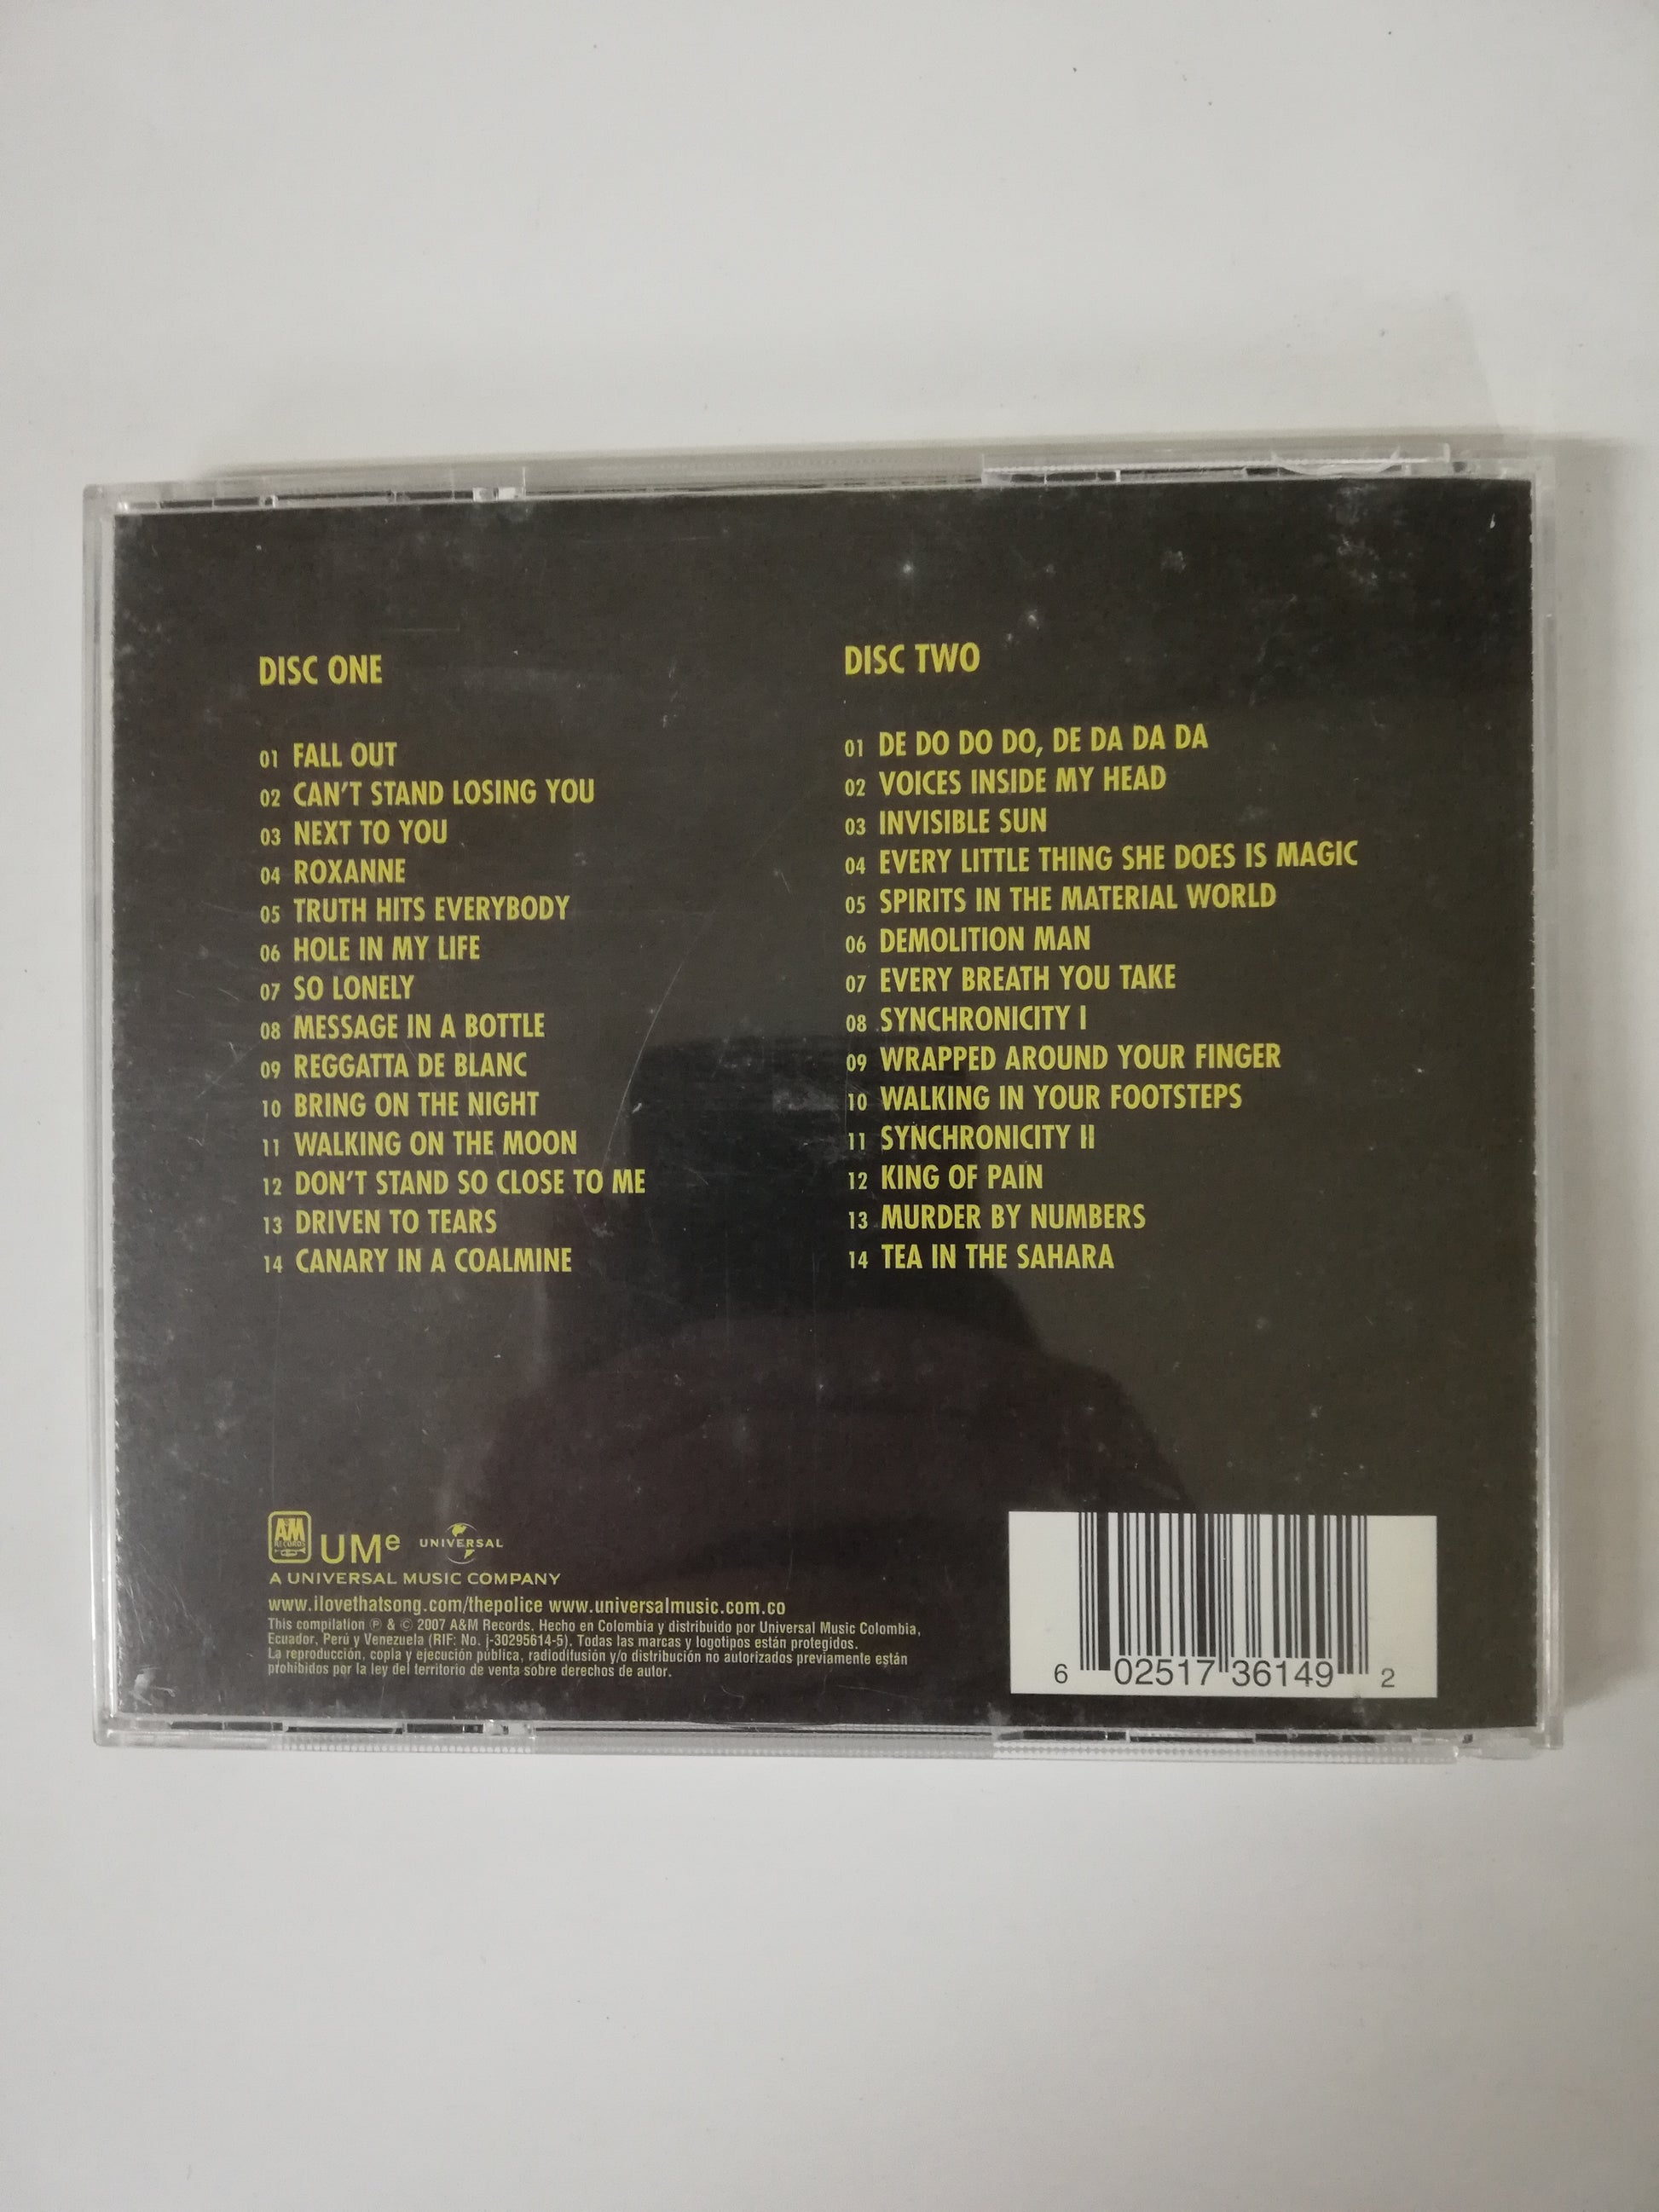 DISC ONE
01 FALL OUT
02 CAN'T STAND LOSING YOU
03 NEXT TO YOU
04 ROXANNE
05 TRUTH HITS EVERYBODY
06 HOLE IN MY LIFE
07 SO LONELY
08 MESSAGE IN A BOTTLE
09 REGGATTA DE BLANC
10 BRING ON THE NIGHT
11 WALKING ON THE MOON
12 DON'T STAND SO CLOSE TO ME
13 DRIVEN TO TEARS
14 CANARY IN A COALMINE
DISC TWO
01 DE DO DO DO, DE DA DA DA
02 VOICES INSIDE MY HEAD
03 INVISIBLE SUN
04 EVERY LITTLE THING SHE DOES IS MAGIC
05 SPIRITS IN THE MATERIAL WORLD
06 DEMOLITION MAN
07 EVERY BREATH YOU TAKE
08 SYNCHRONICITY I
09 WRAPPED AROUND YOUR FINGER
10 WALKING IN YOUR FOOTSTEPS
11 SYNCHRONICITY II
12 KING OF PAIN
13 MURDER BY NUMBERS
14 TEA IN THE SAHARA
AM RECORDS UMe UNIVERSAL
A UNIVERSAL MUSIC COMPANY
www.ilovethatsong.com/thepolice www.universalmusic.com.co
This compilation ℗ & © 2007 A&M Records. Hecho en Colombia y distribuido por Universal Music Colombia,
Ecuador, Perú y Venezuela (RIF: No. j-30295614-5). Todas las marcas y logotipos están protegidos.
La reproducción, copia y ejecución pública, radiodifusión y/o distribución no autorizados previamente están
prohibidos por la ley del territorio de venta sobre derechos de autor.
6 02517 36149 2